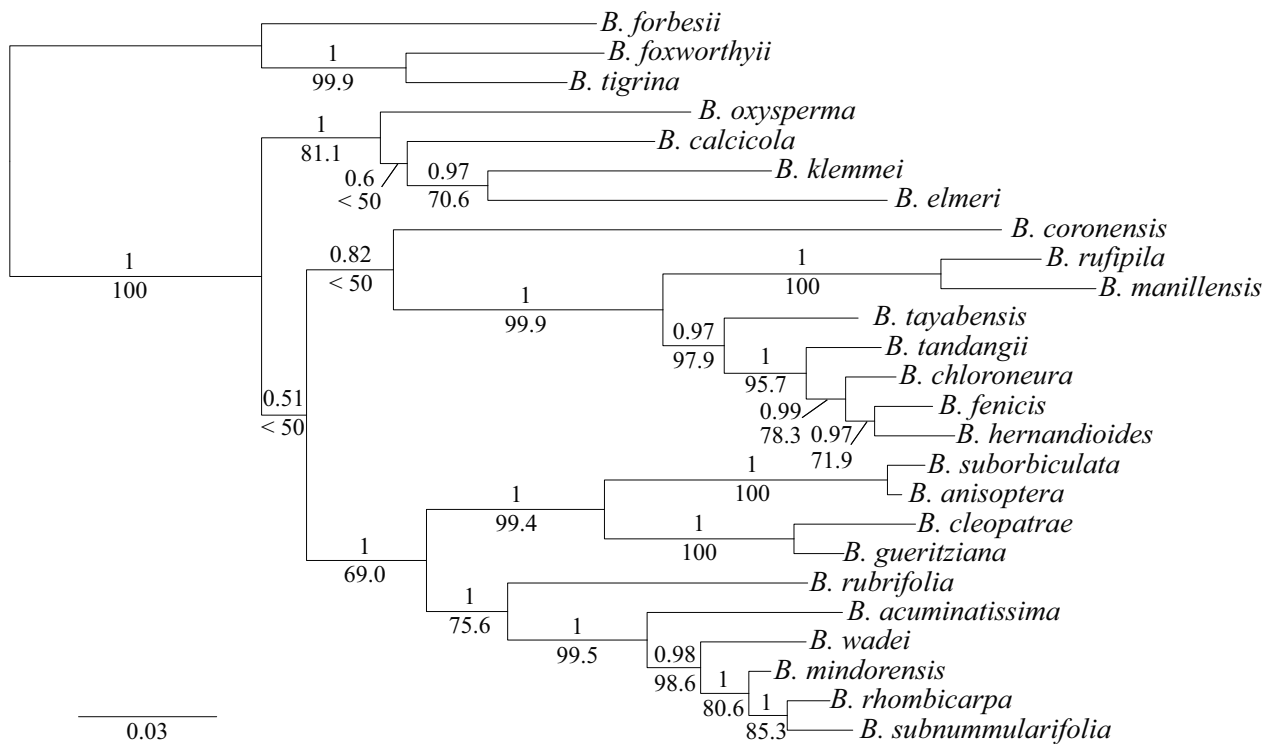 B. forbesii
1
B. foxworthyii
99.9
B. tigrina
B. oxysperma
1
81.1
B. calcicola
0.6
< 50
0.97
70.6
B. klemmei
B. elmeri
B. coronensis
0.82
< 50
1
100
B. rufipila
B. manillensis
1
100
1
99.9
B. tayabensis
0.97
97.9
B. tandangii
1
95.7
B. chloroneura
0.99
78.3
B. fenicis
0.97
71.9
B. hernandioides
0.51
< 50
B. suborbiculata
1
100
B. anisoptera
1
99.4
B. cleopatrae
1
100
B. gueritziana
1
69.0
B. rubrifolia
1
75.6
B. acuminatissima
1
99.5
B. wadei
0.98
98.6
B. mindorensis
1
80.6
B. rhombicarpa
1
85.3
B. subnummularifolia
0.03